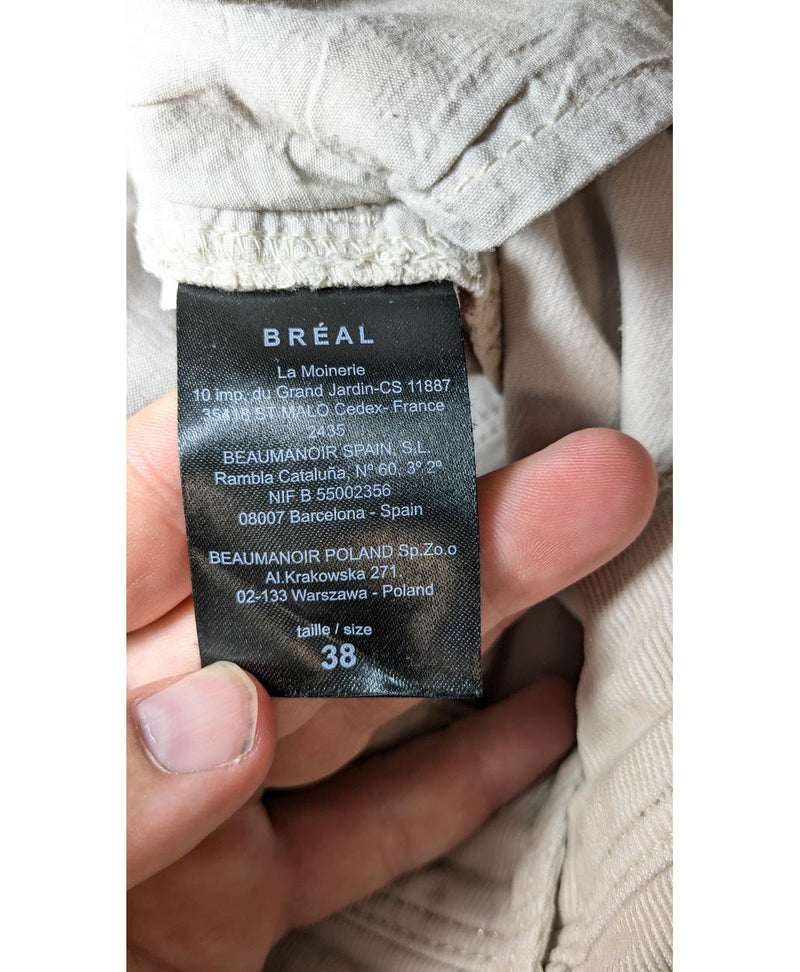 BRÉAL
La Moinerie
10 imp. du Grand Jardin-CS 11887
35418 ST MALO Cedex- France
2435
BEAUMANOIR SPAIN, S.L.
Rambla Cataluña, Nº 60, 3º 2º
NIF B 55002356
08007 Barcelona - Spain
BEAUMANOIR POLAND Sp.Zo.o
Al.Krakowska 271.
02-133 Warszawa - Poland
taille / size
38